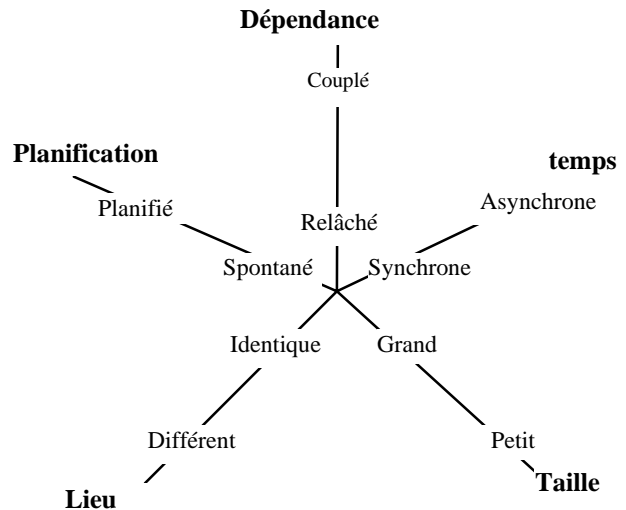 Dépendance
Couplé
Planification
temps
Planifié
Asynchrone
Relâché
Spontané
Synchrone
Identique
Grand
Différent
Petit
Lieu
Taille